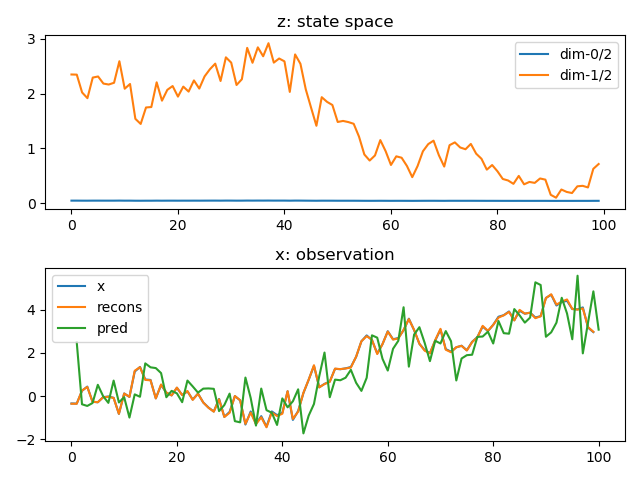 z: state space
3
2
1
0
dim-0/2
dim-1/2
0 20 40 60 80 100
x: observation
4
2
0
−2
x
recons
pred
0 20 40 60 80 100